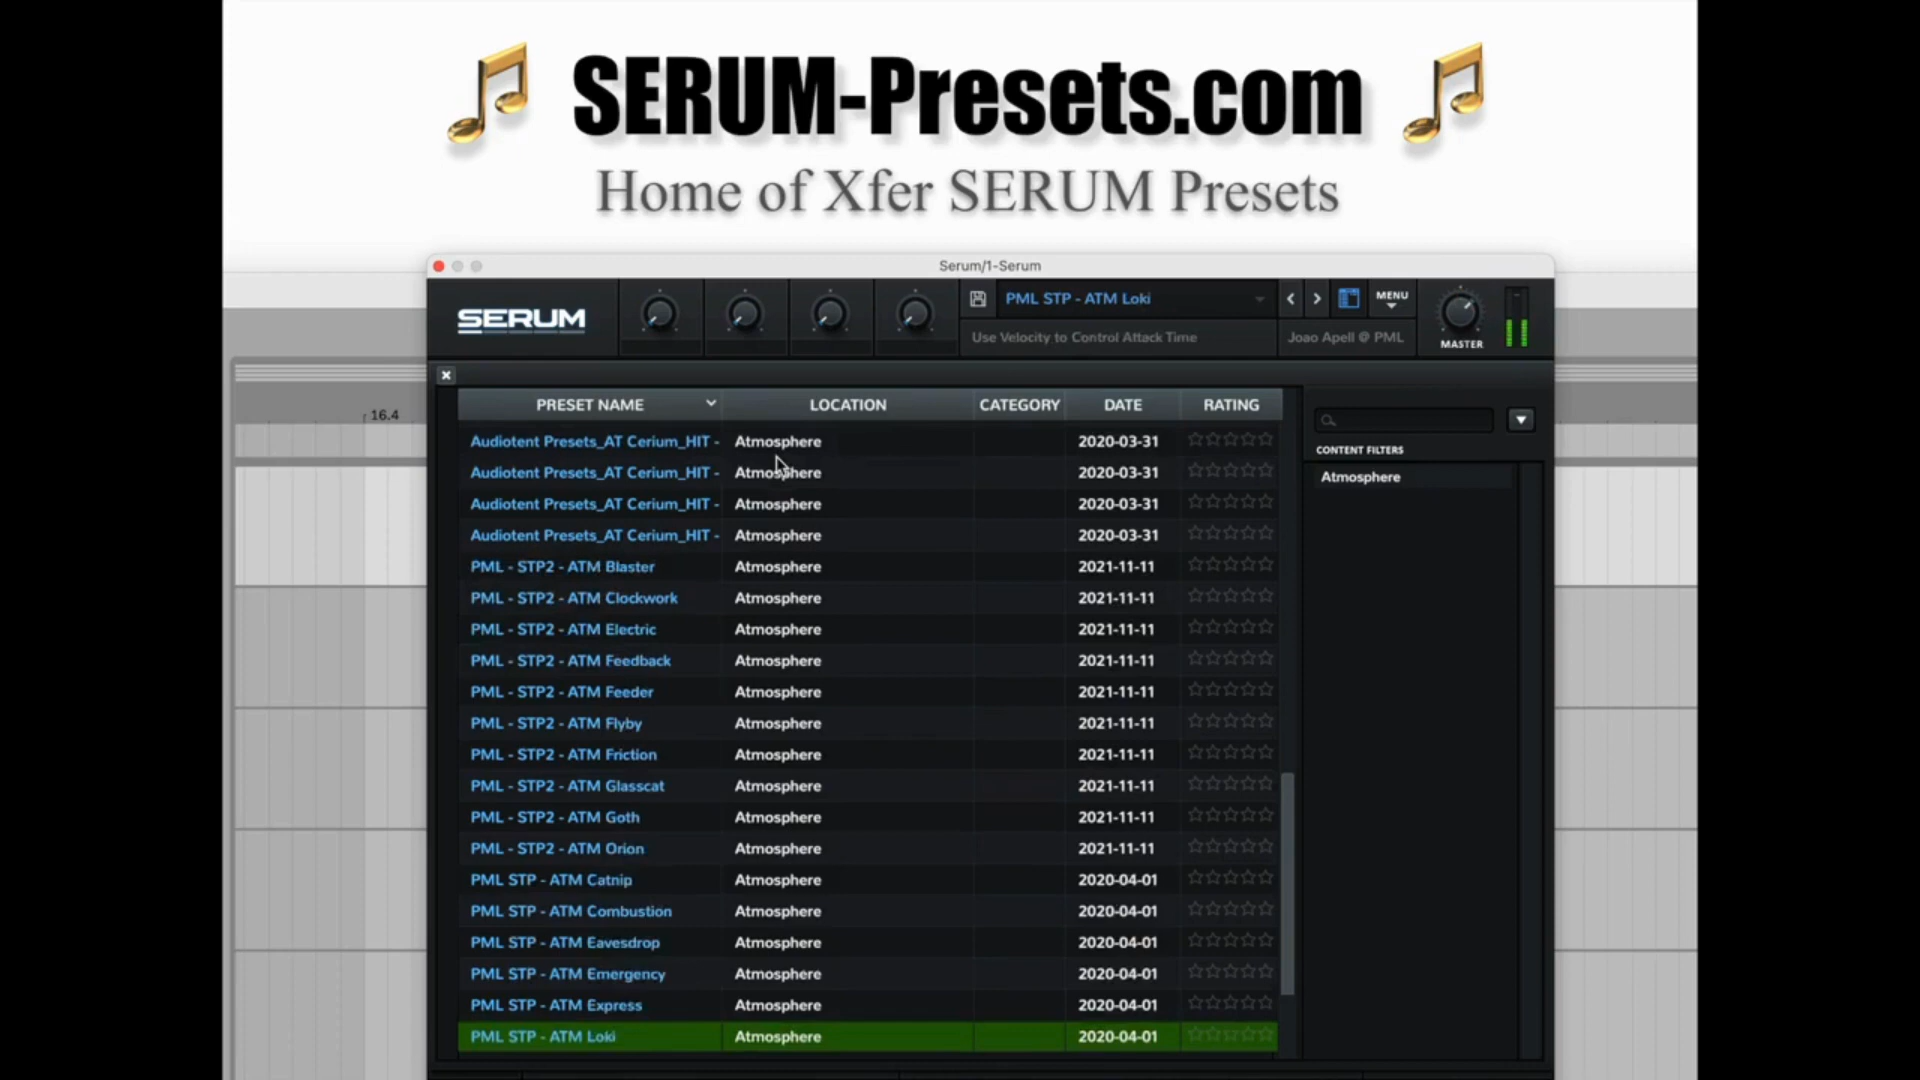 SERUM-Presets.com
Home of Xfer SERUM Presets
Serum/1-Serum
SERUM
PML STP - ATM Loki
MENU
Use Velocity to Control Attack Time
Joao Apell @ PML
MASTER
16.4
PRESET NAME LOCATION CATEGORY DATE RATING
Audiotent Presets_AT Cerium_HIT - Atmosphere 2020-03-31
Audiotent Presets_AT Cerium_HIT - Atmosphere 2020-03-31
Audiotent Presets_AT Cerium_HIT - Atmosphere 2020-03-31
Audiotent Presets_AT Cerium_HIT - Atmosphere 2020-03-31
PML - STP2 - ATM Blaster Atmosphere 2021-11-11
PML - STP2 - ATM Clockwork Atmosphere 2021-11-11
PML - STP2 - ATM Electric Atmosphere 2021-11-11
PML - STP2 - ATM Feedback Atmosphere 2021-11-11
PML - STP2 - ATM Feeder Atmosphere 2021-11-11
PML - STP2 - ATM Flyby Atmosphere 2021-11-11
PML - STP2 - ATM Friction Atmosphere 2021-11-11
PML - STP2 - ATM Glasscat Atmosphere 2021-11-11
PML - STP2 - ATM Goth Atmosphere 2021-11-11
PML - STP2 - ATM Orion Atmosphere 2021-11-11
PML STP - ATM Catnip Atmosphere 2020-04-01
PML STP - ATM Combustion Atmosphere 2020-04-01
PML STP - ATM Eavesdrop Atmosphere 2020-04-01
PML STP - ATM Emergency Atmosphere 2020-04-01
PML STP - ATM Express Atmosphere 2020-04-01
PML STP - ATM Loki Atmosphere 2020-04-01
CONTENT FILTERS
Atmosphere